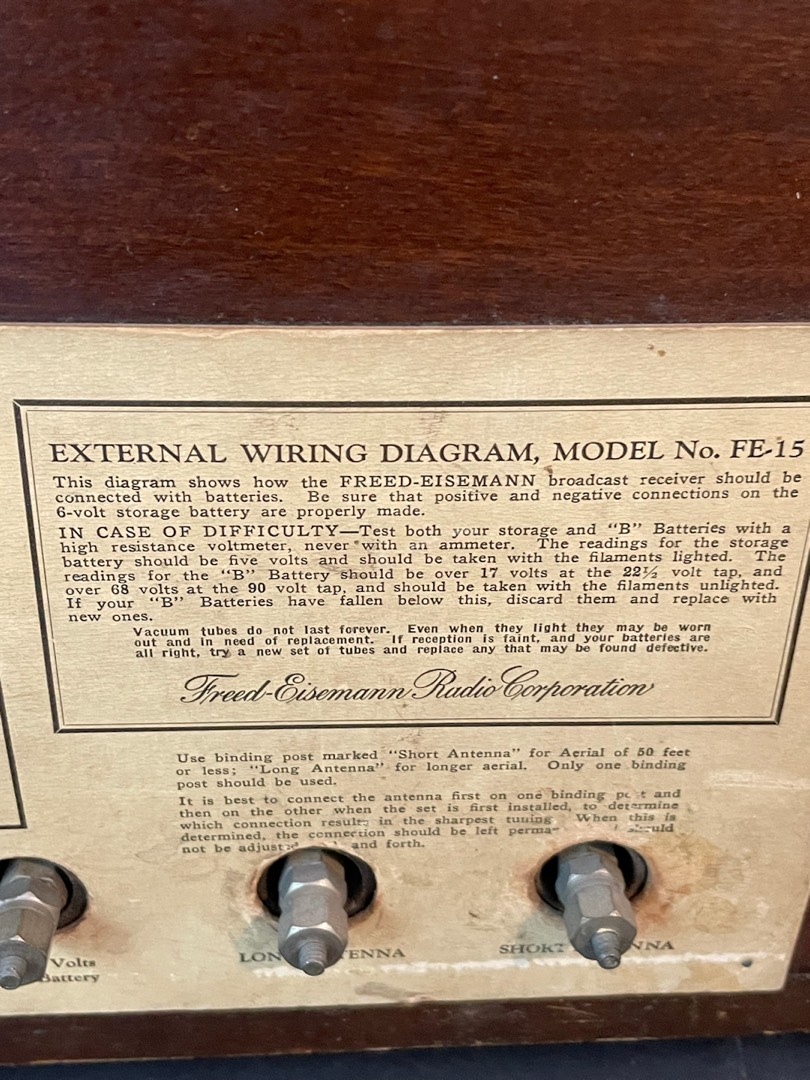 EXTERNAL WIRING DIAGRAM, MODEL No. FE-15
This diagram shows how the FREED-EISEMANN broadcast receiver should be
connected with batteries. Be sure that positive and negative connections on the
6-volt storage battery are properly made.
IN CASE OF DIFFICULTY—Test both your storage and "B" Batteries with a
high resistance voltmeter, never with an ammeter. The readings for the storage
battery should be five volts and should be taken with the filaments lighted. The
readings for the "B" Battery should be over 17 volts at the 22½ volt tap, and
over 68 volts at the 90 volt tap, and should be taken with the filaments unlighted.
If your "B" Batteries have fallen below this, discard them and replace with
new ones.
Vacuum tubes do not last forever. Even when they light they may be worn
out and in need of replacement. If reception is faint, and your batteries are
all right, try a new set of tubes and replace any that may be found defective.
Freed-Eisemann Radio Corporation
Use binding post marked "Short Antenna" for Aerial of 50 feet
or less; "Long Antenna" for longer aerial. Only one binding
post should be used.
It is best to connect the antenna first on one binding and
then on the other when the set is first installed, to determine
which connection results in the sharpest tuning When this is
determined, the connection should be left
not be and forth.
Volts
Battery